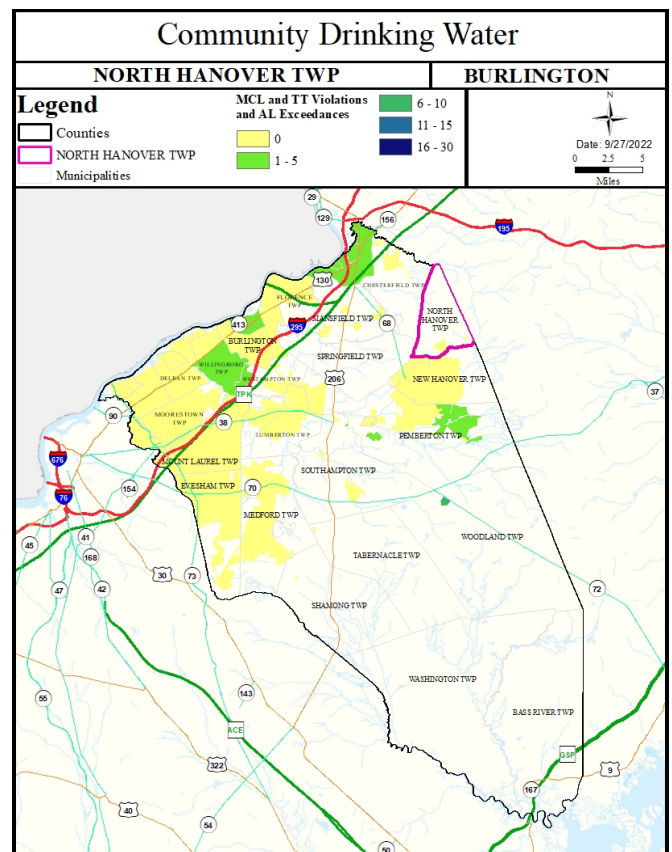 Community Drinking Water
NORTH HANOVER TWP
BURLINGTON
Legend
Counties
NORTH HANOVER TWP
Municipalities
MCL and TT Violations
and AL Exceedances
0
1 - 5
6 - 10
11 - 15
16 - 30
N
Date: 9/27/2022
0 2.5 5
Miles
29
129
156
195
130
CHESTERFIELD TWP
FLORENCE
TWP
MANSFIELD TWP
68
NORTH
HANOVER
TWP
413
295
BURLINGTON
TWP
SPRINGFIELD TWP
WILLINGBORO
TWP
DELRAN TWP
WESTAMPTON TWP
206
NEW HANOVER TWP
TPK
37
90
MOORESTOWN
TWP
38
LUMBERTON TWP
PEMBERTON TWP
676
MOUNT LAUREL TWP
SOUTHAMPTON TWP
76
154
EVESHAM TWP
70
MEDFORD TWP
45
41
168
WOODLAND TWP
TABERNACLE TWP
30
73
47
42
72
SHAMONG TWP
WASHINGTON TWP
55
143
BASS RIVER TWP
ACE
GSP
322
9
167
40
54
50